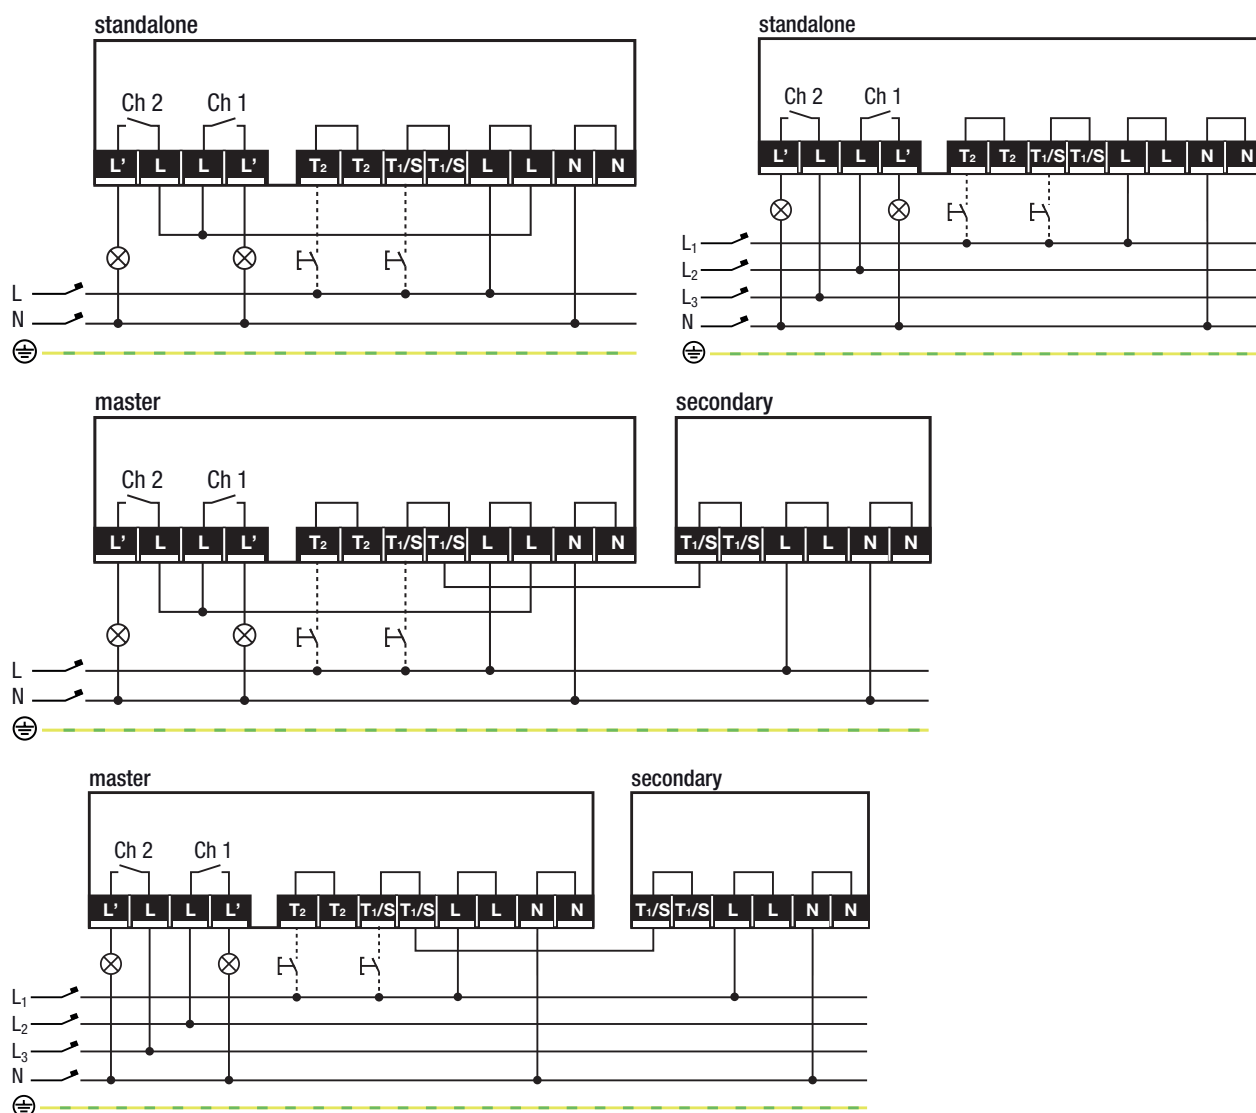 standalone
Ch 2 Ch 1
L' L L L' T2 T2 T1/S T1/S L L N N
L
N
standalone
Ch 2 Ch 1
L' L L L' T2 T2 T1/S T1/S L L N N
L1
L2
L3
N
master secondary
Ch 2 Ch 1
L' L L L' T2 T2 T1/S T1/S L L N N T1/S T1/S L L N N
L
N
master secondary
Ch 2 Ch 1
L' L L L' T2 T2 T1/S T1/S L L N N T1/S T1/S L L N N
L1
L2
L3
N